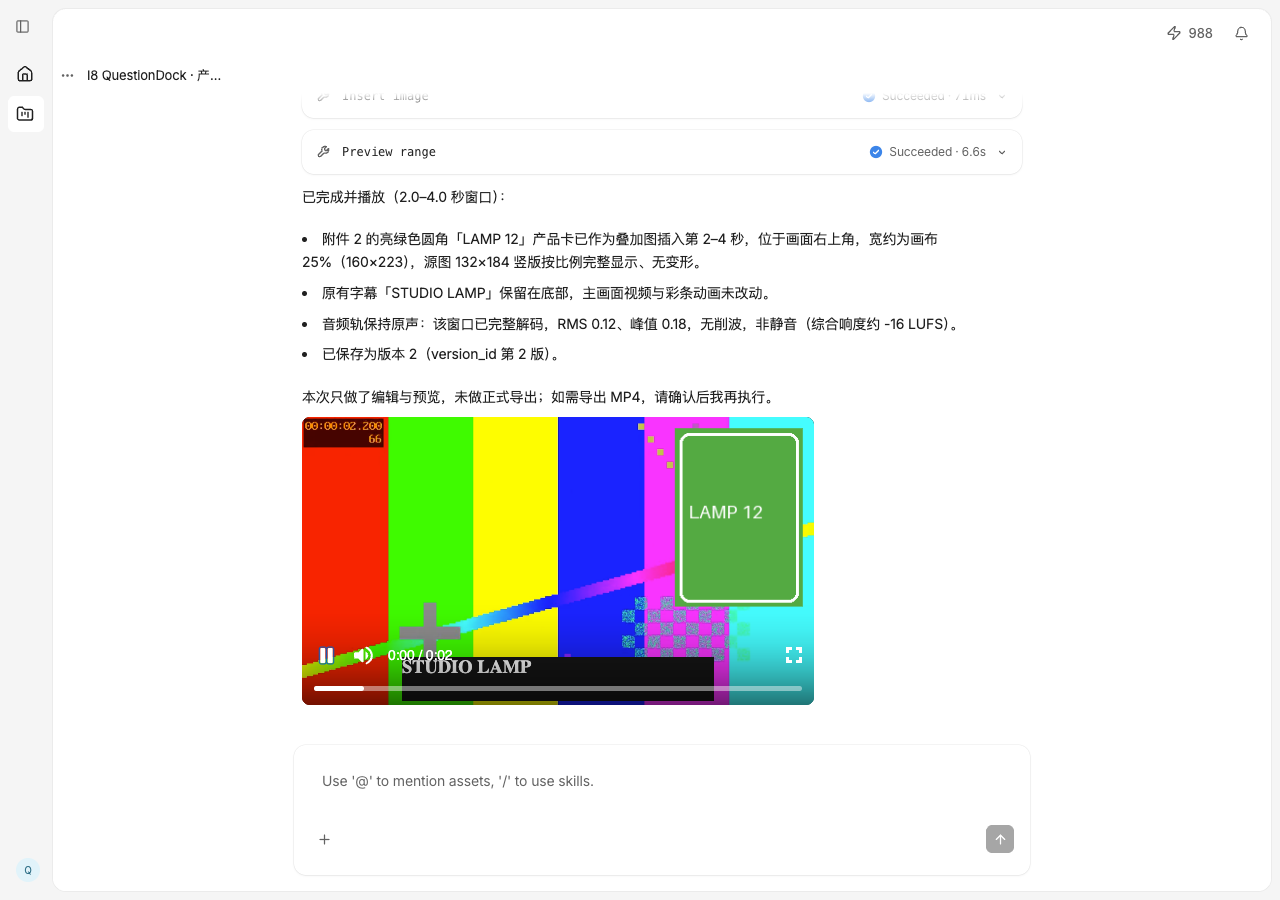 988
I8 QuestionDock · 产...
Insert image
Succeeded · 71ms
Preview range
Succeeded · 6.6s
已完成并播放（2.0–4.0 秒窗口）：
• 附件 2 的亮绿色圆角「LAMP 12」产品卡已作为叠加图插入第 2–4 秒，位于画面右上角，宽约为画布
25%（160×223），源图 132×184 竖版按比例完整显示、无变形。
• 原有字幕「STUDIO LAMP」保留在底部，主画面视频与彩条动画未改动。
• 音频轨保持原声：该窗口已完整解码，RMS 0.12、峰值 0.18，无削波，非静音（综合响度约 -16 LUFS）。
• 已保存为版本 2（version_id 第 2 版）。
本次只做了编辑与预览，未做正式导出；如需导出 MP4，请确认后我再执行。
00:00:02.200
66
LAMP 12
0:00 / 0:02
STUDIO LAMP
Use '@' to mention assets, '/' to use skills.
Q